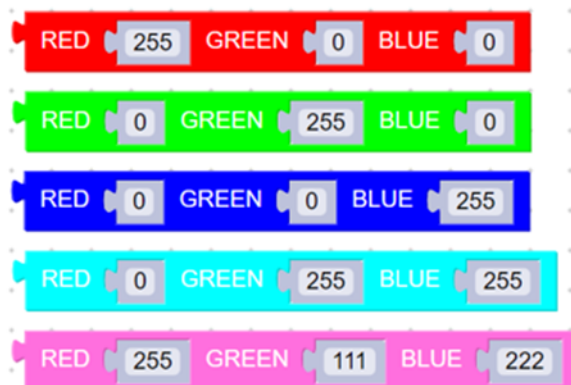 RED 255 GREEN 0 BLUE 0
RED 0 GREEN 255 BLUE 0
RED 0 GREEN 0 BLUE 255
RED 0 GREEN 255 BLUE 255
RED 255 GREEN 111 BLUE 222